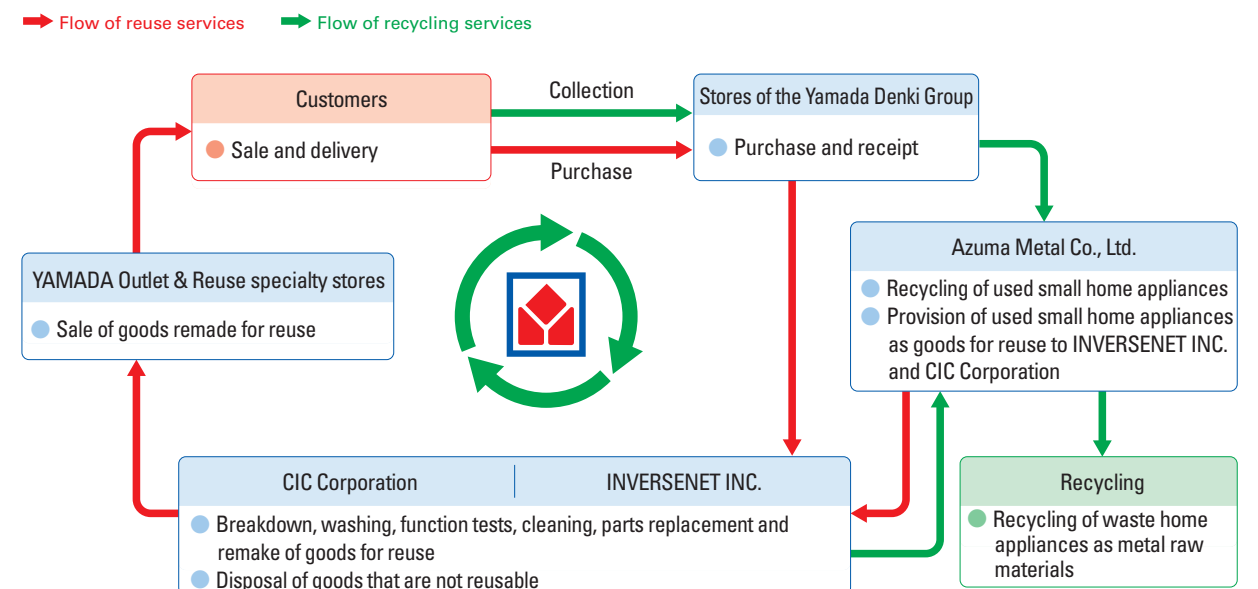 Flow of reuse services
Flow of recycling services
Customers
Sale and delivery
Collection
Purchase
Stores of the Yamada Denki Group
Purchase and receipt
YAMADA Outlet & Reuse specialty stores
Sale of goods remade for reuse
Azuma Metal Co., Ltd.
Recycling of used small home appliances
Provision of used small home appliances
as goods for reuse to INVERSENET INC.
and CIC Corporation
CIC Corporation
INVERSENET INC.
Breakdown, washing, function tests, cleaning, parts replacement and
remake of goods for reuse
Disposal of goods that are not reusable
Recycling
Recycling of waste home
appliances as metal raw
materials